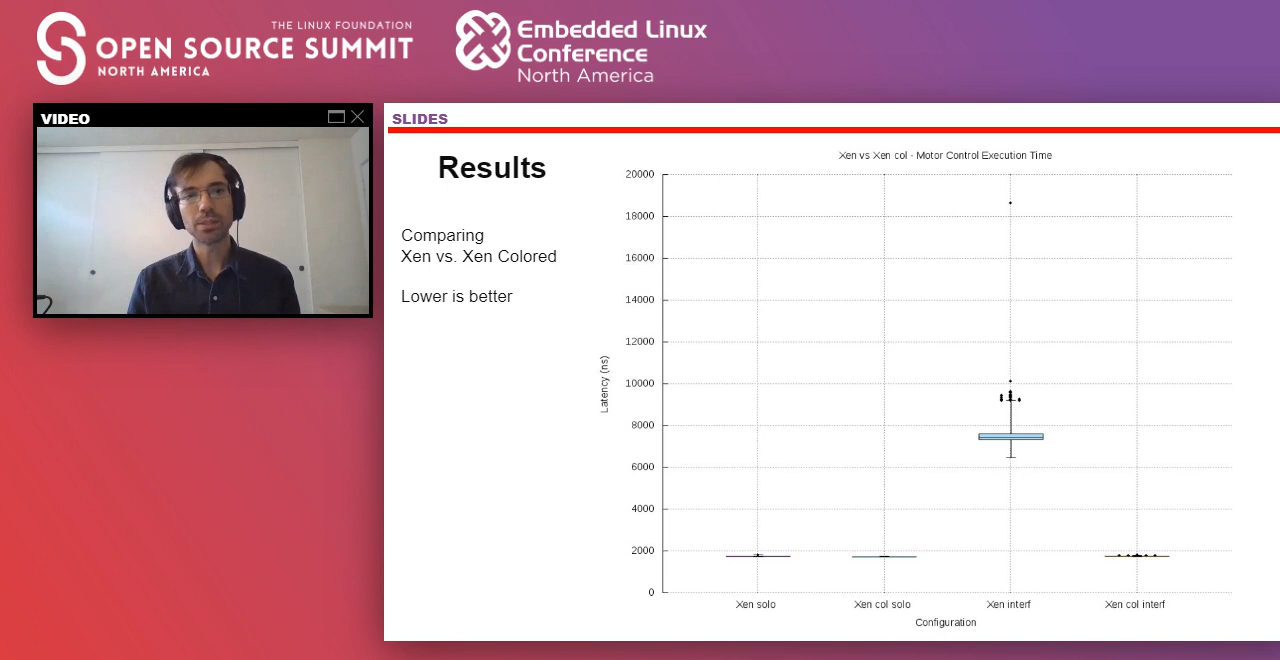 THE LINUX FOUNDATION
OPEN SOURCE SUMMIT
NORTH AMERICA
Embedded Linux
Conference
North America
VIDEO
SLIDES
Results
Comparing
Xen vs. Xen Colored
Lower is better
Xen vs Xen col - Motor Control Execution Time
20000
18000
16000
14000
12000
10000
8000
6000
4000
2000
0
Latency (ns)
Xen solo
Xen col solo
Xen interf
Xen col interf
Configuration